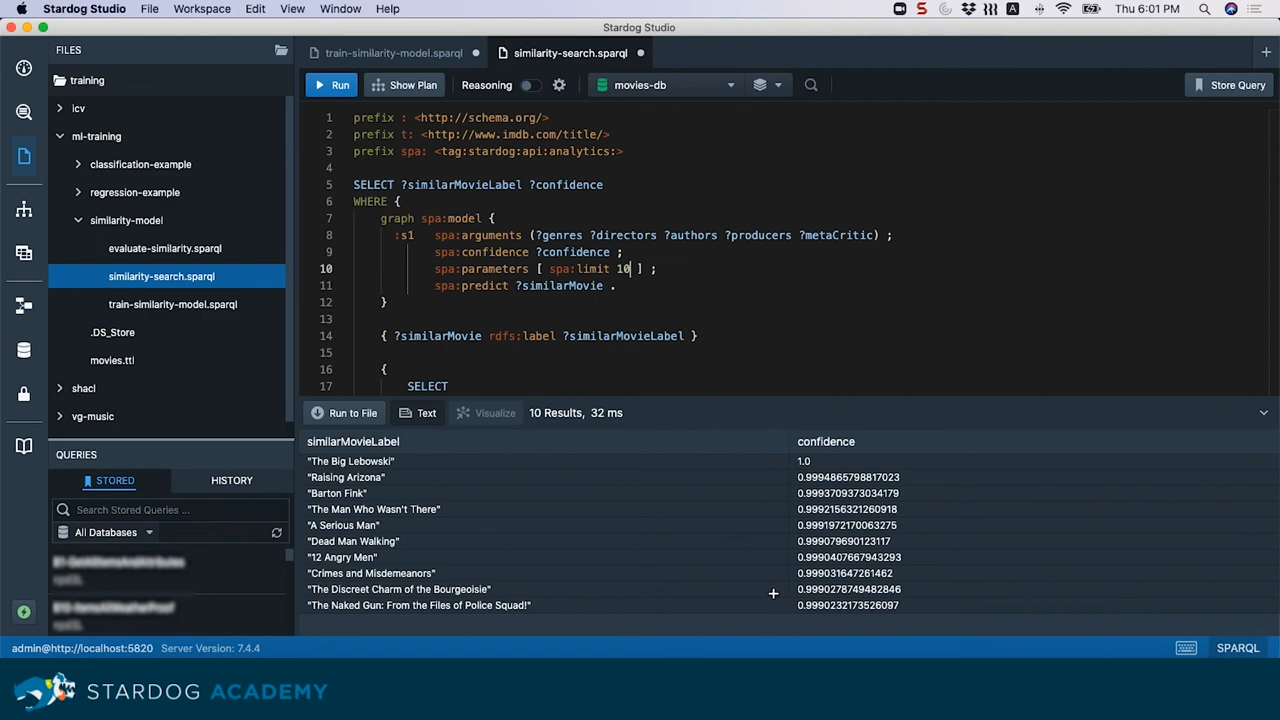 Stardog Studio File Workspace Edit View Window Help
Thu 6:01 PM
Stardog Studio
FILES
train-similarity-model.sparql
similarity-search.sparql
training
Run
Show Plan
Reasoning
movies-db
Store Query
icv
ml-training
classification-example
regression-example
similarity-model
evaluate-similarity.sparql
similarity-search.sparql
train-similarity-model.sparql
.DS_Store
movies.ttl
shacl
vg-music
1 prefix : <http://schema.org/>
2 prefix t: <http://www.imdb.com/title/>
3 prefix spa: <tag:stardog:api:analytics:>
4
5 SELECT ?similarMovieLabel ?confidence
6 WHERE {
7 graph spa:model {
8 :s1 spa:arguments (?genres ?directors ?authors ?producers ?metaCritic) ;
9 spa:confidence ?confidence ;
10 spa:parameters [ spa:limit 10 ] ;
11 spa:predict ?similarMovie .
12 }
13
14 { ?similarMovie rdfs:label ?similarMovieLabel }
15
16 {
17 SELECT
Run to File
Text
Visualize
10 Results, 32 ms
similarMovieLabel confidence
"The Big Lebowski" 1.0
"Raising Arizona" 0.9994865798817023
"Barton Fink" 0.9993709373034179
"The Man Who Wasn't There" 0.9992156321260918
"A Serious Man" 0.9991972170063275
"Dead Man Walking" 0.999079690123117
"12 Angry Men" 0.9990407667943293
"Crimes and Misdemeanors" 0.999031647261462
"The Discreet Charm of the Bourgeoisie" 0.9990278749482846
"The Naked Gun: From the Files of Police Squad!" 0.9990232173526097
QUERIES
STORED
HISTORY
Search Stored Queries ...
All Databases
admin@http://localhost:5820 Server Version: 7.4.4
SPARQL
STARDOG ACADEMY